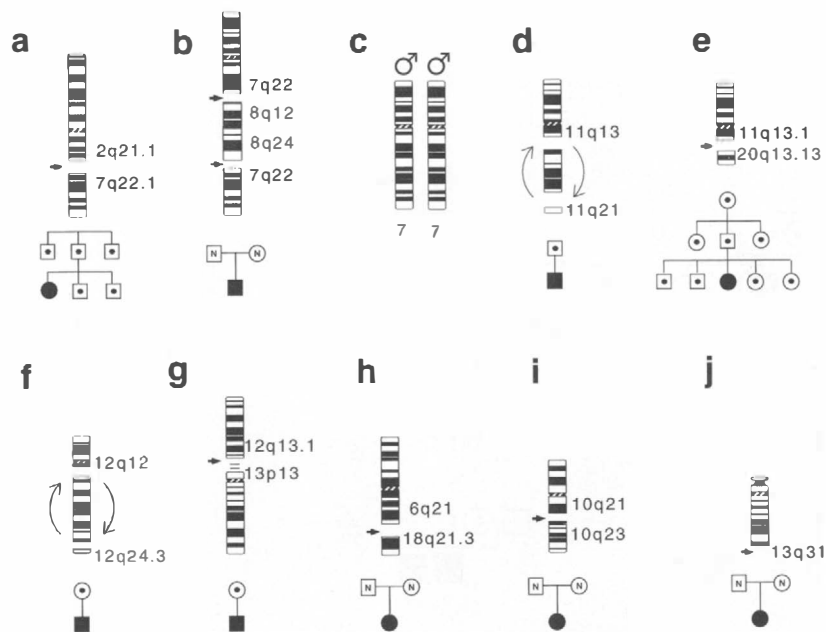 a
2q21.1
7q22.1
b
7q22
8q12
8q24
7q22
N N
c
♂ ♂
7 7
d
11q13
11q21
e
11q13.1
20q13.13
f
12q12
12q24.3
g
12q13.1
13p13
h
6q21
18q21.3
N N
i
10q21
10q23
N N
j
13q31
N N